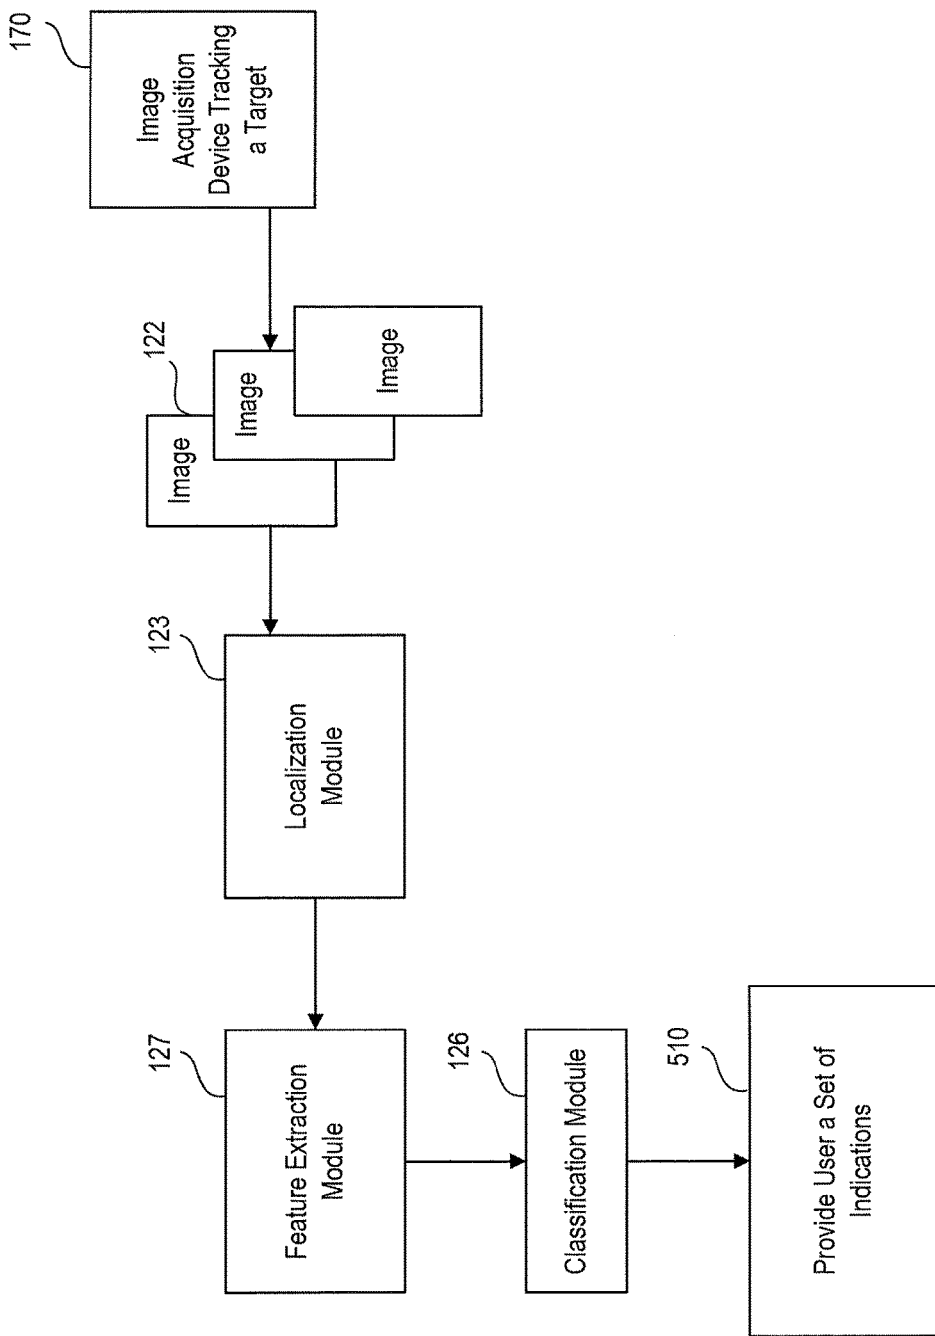 170
Image
Acquisition
Device Tracking
a Target
122
Image
Image
Image
123
Localization
Module
127
Feature Extraction
Module
126
Classification Module
510
Provide User a Set of
Indications